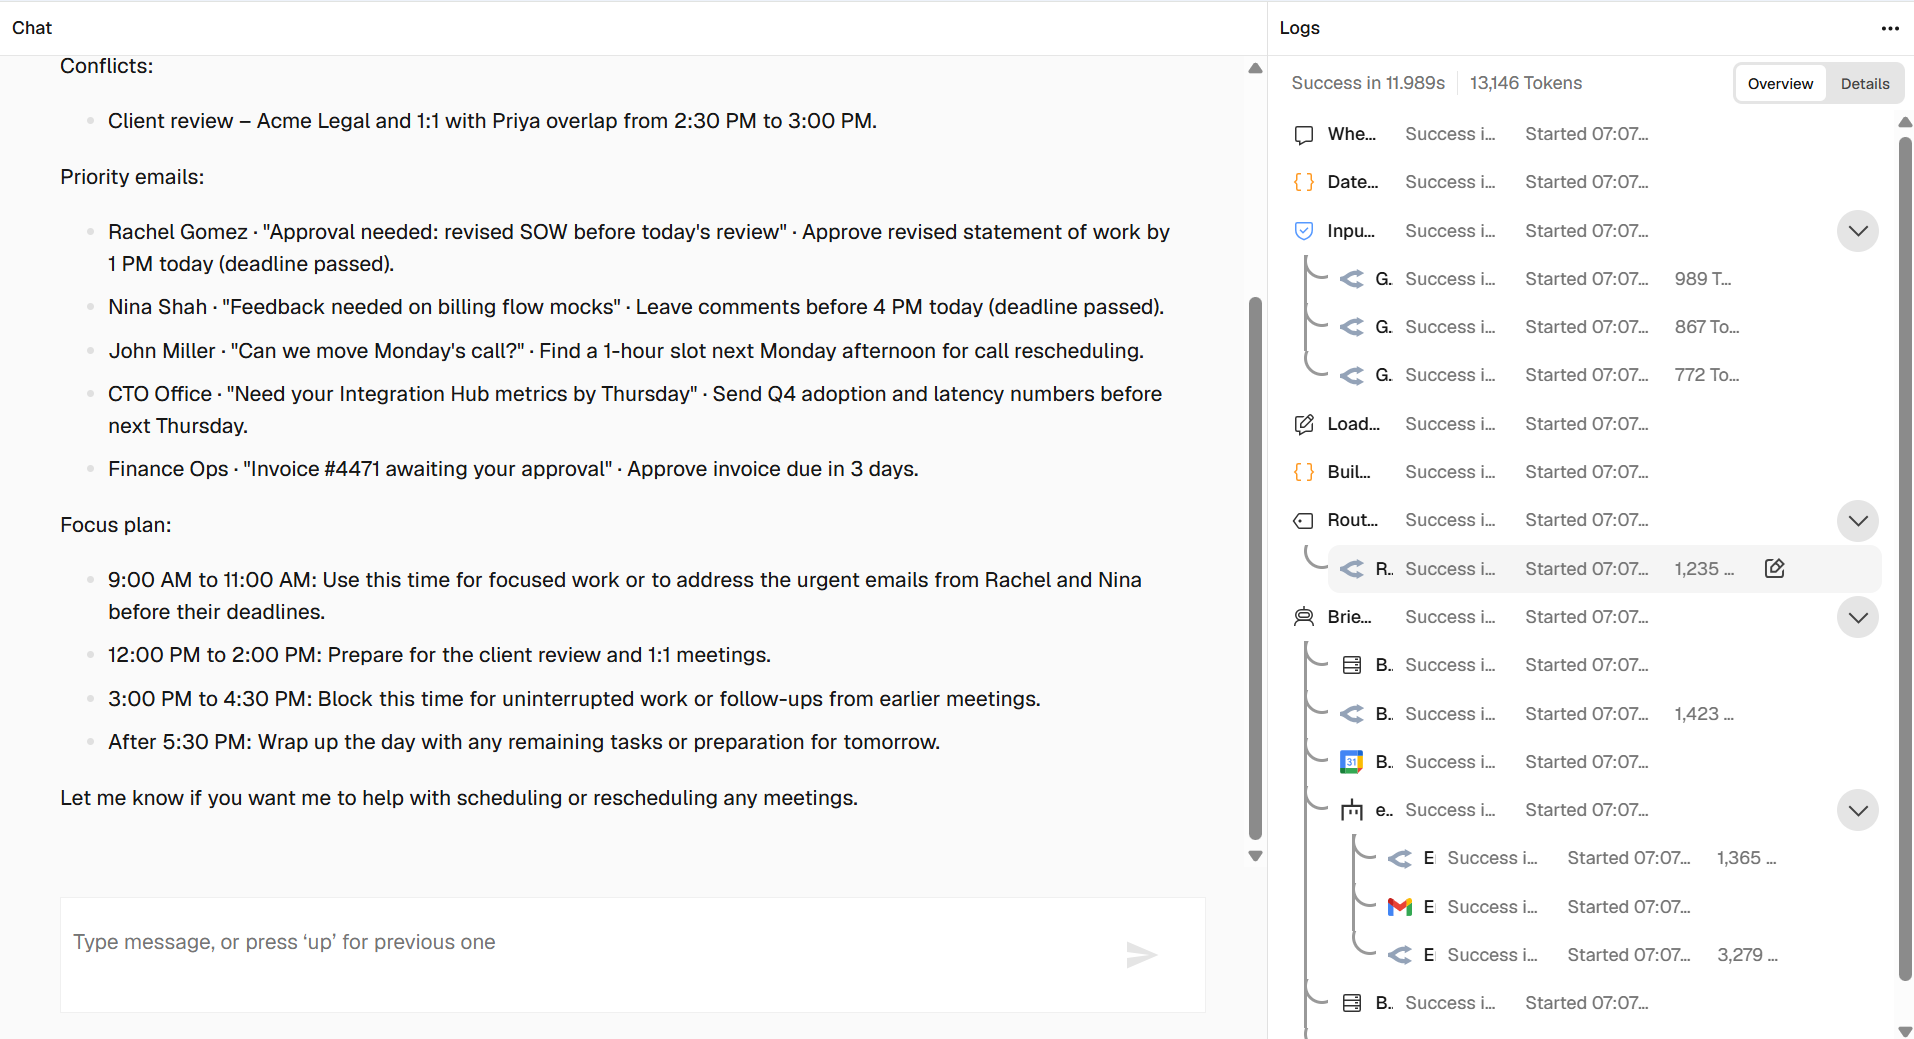 Chat
Conflicts:
Client review – Acme Legal and 1:1 with Priya overlap from 2:30 PM to 3:00 PM.
Priority emails:
Rachel Gomez · "Approval needed: revised SOW before today's review" · Approve revised statement of work by
1 PM today (deadline passed).
Nina Shah · "Feedback needed on billing flow mocks" · Leave comments before 4 PM today (deadline passed).
John Miller · "Can we move Monday's call?" · Find a 1-hour slot next Monday afternoon for call rescheduling.
CTO Office · "Need your Integration Hub metrics by Thursday" · Send Q4 adoption and latency numbers before
next Thursday.
Finance Ops · "Invoice #4471 awaiting your approval" · Approve invoice due in 3 days.
Focus plan:
9:00 AM to 11:00 AM: Use this time for focused work or to address the urgent emails from Rachel and Nina
before their deadlines.
12:00 PM to 2:00 PM: Prepare for the client review and 1:1 meetings.
3:00 PM to 4:30 PM: Block this time for uninterrupted work or follow-ups from earlier meetings.
After 5:30 PM: Wrap up the day with any remaining tasks or preparation for tomorrow.
Let me know if you want me to help with scheduling or rescheduling any meetings.
Type message, or press ‘up’ for previous one
Logs
Success in 11.989s 13,146 Tokens Overview Details
Whe... Success i... Started 07:07...
{ } Date... Success i... Started 07:07...
Inpu... Success i... Started 07:07...
G. Success i... Started 07:07... 989 T...
G. Success i... Started 07:07... 867 To...
G. Success i... Started 07:07... 772 To...
Load... Success i... Started 07:07...
{ } Buil... Success i... Started 07:07...
Rout... Success i... Started 07:07...
R. Success i... Started 07:07... 1,235 ...
Brie... Success i... Started 07:07...
B. Success i... Started 07:07...
B. Success i... Started 07:07... 1,423 ...
31 B. Success i... Started 07:07...
e.. Success i... Started 07:07...
E Success i... Started 07:07... 1,365 ...
E Success i... Started 07:07...
E Success i... Started 07:07... 3,279 ...
B. Success i... Started 07:07...